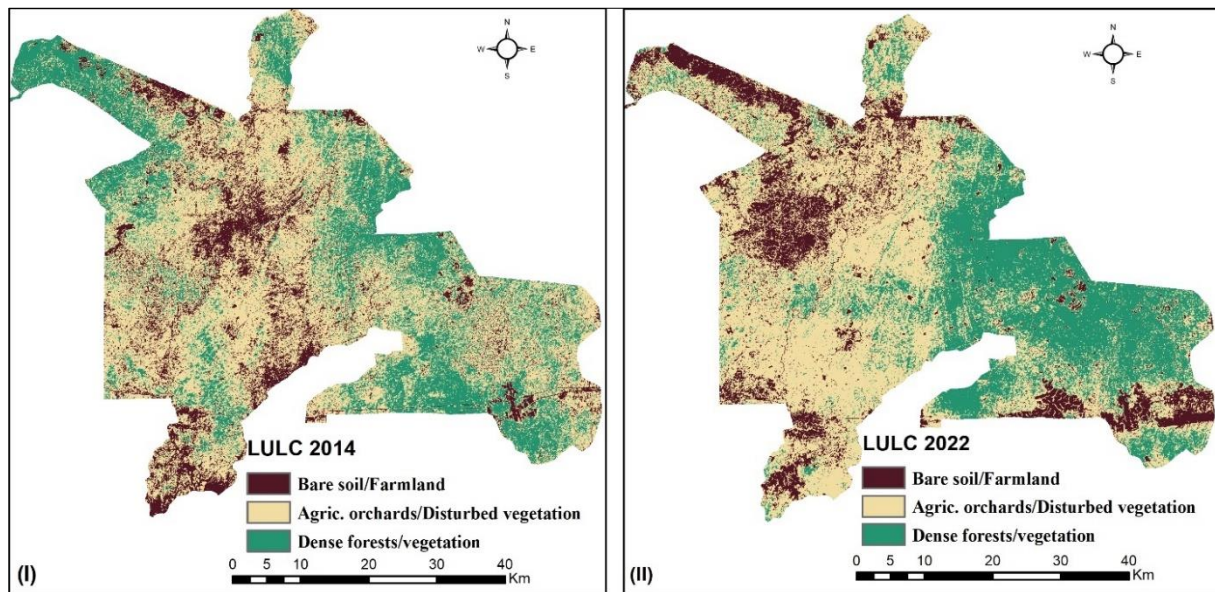 N
W E
S
LULC 2014
Bare soil/Farmland
Agric. orchards/Disturbed vegetation
Dense forests/vegetation
0 5 10 20 30 40
Km
(I)
N
W E
S
LULC 2022
Bare soil/Farmland
Agric. orchards/Disturbed vegetation
Dense forests/vegetation
0 5 10 20 30 40
Km
(II)